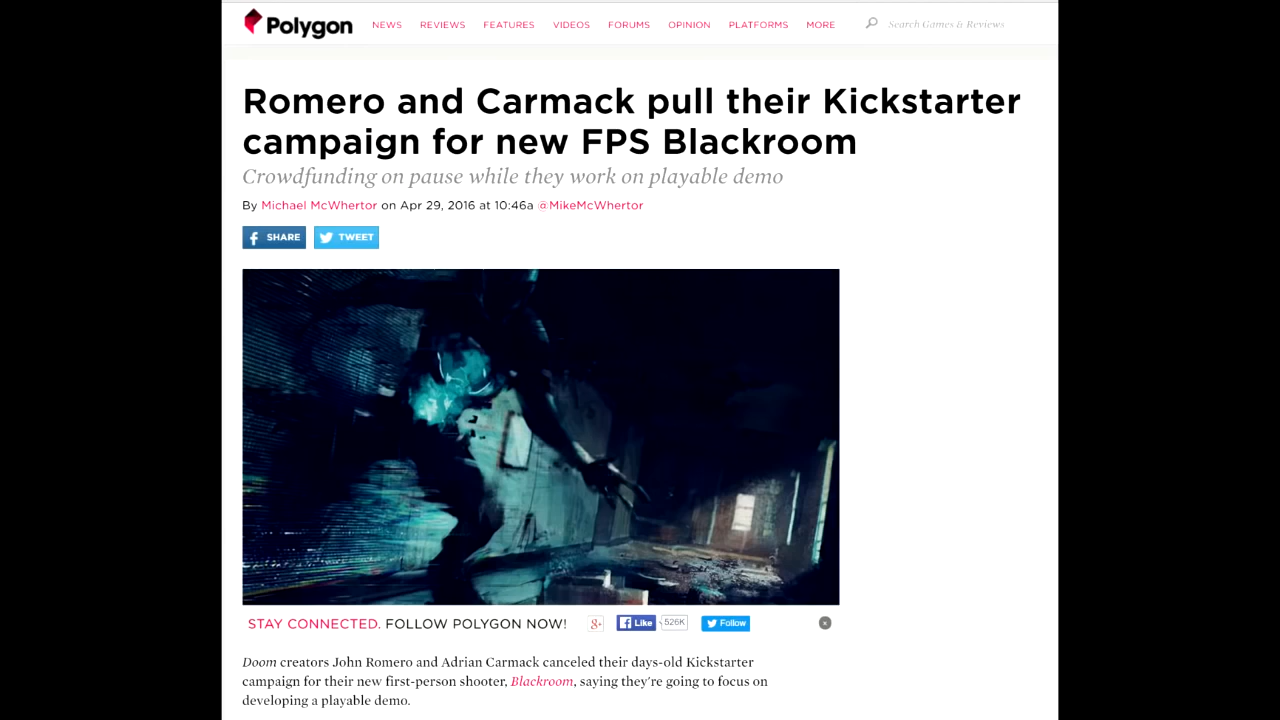 Polygon NEWS REVIEWS FEATURES VIDEOS FORUMS OPINION PLATFORMS MORE Search Games & Reviews
Romero and Carmack pull their Kickstarter
campaign for new FPS Blackroom
Crowdfunding on pause while they work on playable demo
By Michael McWhertor on Apr 29, 2016 at 10:46a @MikeMcWhertor
SHARE TWEET
STAY CONNECTED. FOLLOW POLYGON NOW! g+ Like 526K Follow x
Doom creators John Romero and Adrian Carmack canceled their days-old Kickstarter
campaign for their new first-person shooter, Blackroom, saying they're going to focus on
developing a playable demo.